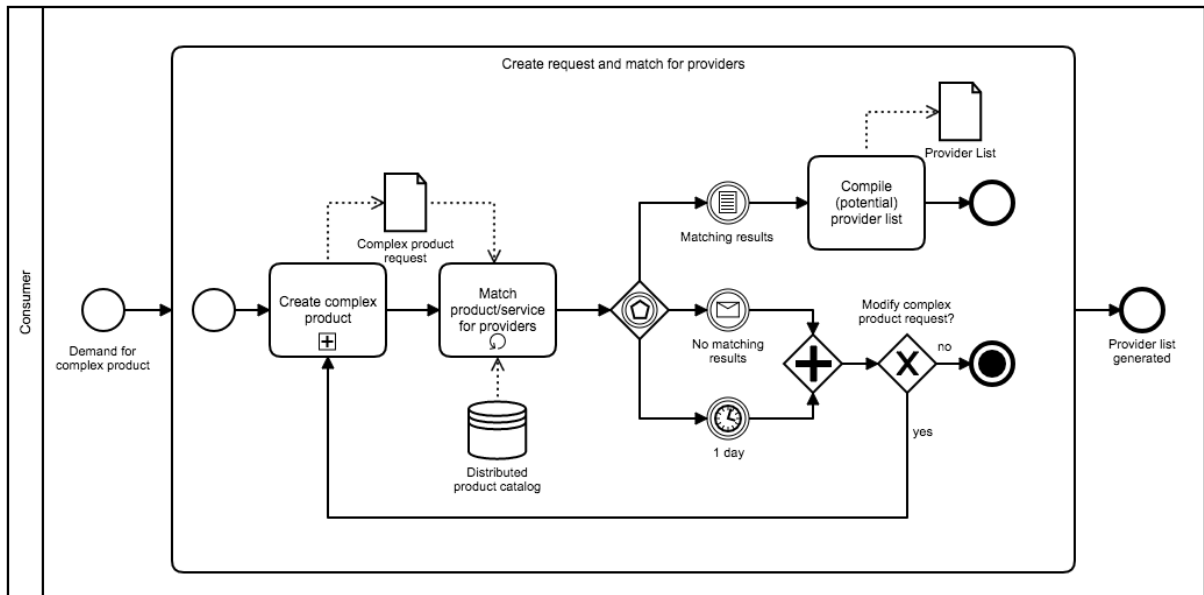 Consumer
Create request and match for providers
Demand for
complex product
Create complex
product
Complex product
request
Match
product/service
for providers
Distributed
product catalog
Matching results
Compile
(potential)
provider list
Provider List
No matching
results
1 day
Modify complex
product request?
no
yes
Provider list
generated